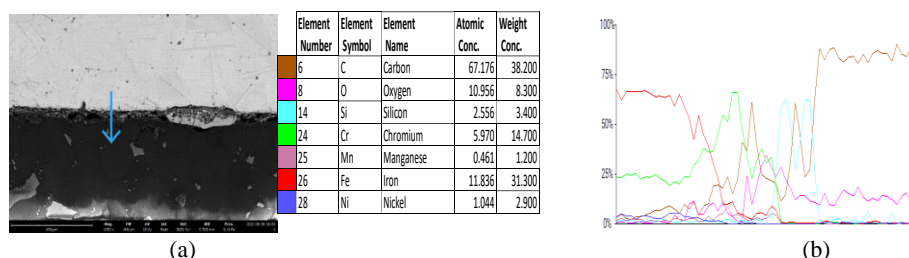 Element Number Element Symbol Element Name Atomic Conc. Weight Conc.
6 C Carbon 67.176 38.200
8 O Oxygen 10.956 8.300
14 Si Silicon 2.556 3.400
24 Cr Chromium 5.970 14.700
25 Mn Manganese 0.461 1.200
26 Fe Iron 11.836 31.300
28 Ni Nickel 1.044 2.900
(a)
100%
75%
50%
25%
0%
(b)